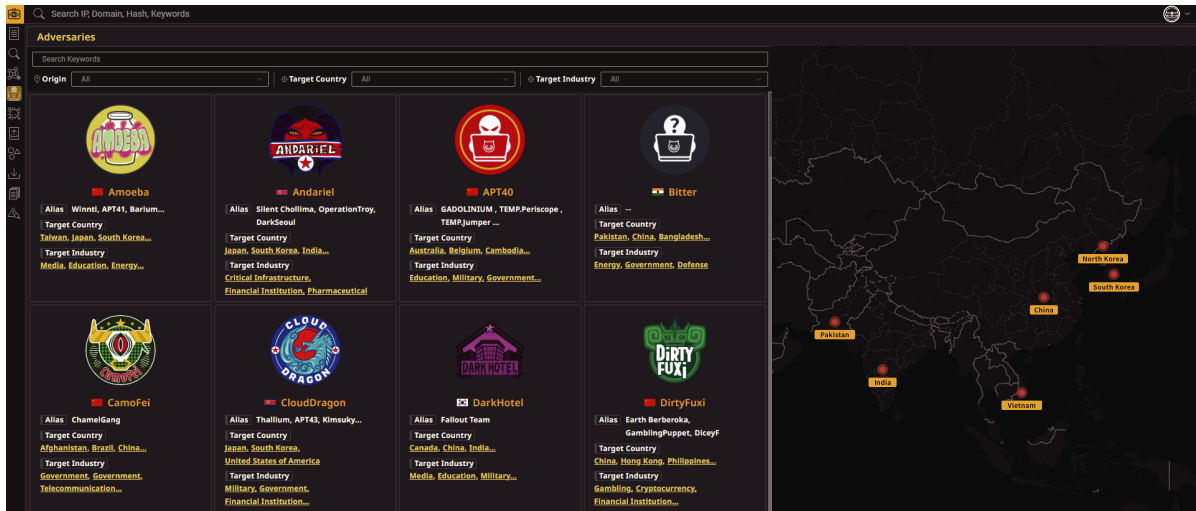 Search IP, Domain, Hash, Keywords
Adversaries
Search Keywords
Origin All Target Country All Target Industry All
AMOEBA
Amoeba
Alias Winnti, APT41, Barium...
Target Country
Taiwan, Japan, South Korea...
Target Industry
Media, Education, Energy...
ANDARIEL
Andariel
Alias Silent Chollima, OperationTroy,
DarkSeoul
Target Country
Japan, South Korea, India...
Target Industry
Critical Infrastructure,
Financial Institution, Pharmaceutical
APT40
Alias GADOLINIUM , TEMP.Periscope ,
TEMP.Jumper ...
Target Country
Australia, Belgium, Cambodia...
Target Industry
Education, Military, Government...
?
Bitter
Alias --
Target Country
Pakistan, China, Bangladesh...
Target Industry
Energy, Government, Defense
CamoFei
CamoFei
Alias ChamelGang
Target Country
Afghanistan, Brazil, China...
Target Industry
Government, Government,
Telecommunication...
CLOUD
DRAGON
CloudDragon
Alias Thallium, APT43, Kimsuky...
Target Country
Japan, South Korea,
United States of America
Target Industry
Military, Government,
Financial Institution...
DARK HOTEL
DarkHotel
Alias Fallout Team
Target Country
Canada, China, India...
Target Industry
Media, Education, Military...
DiRTY
FUXi
DirtyFuxi
Alias Earth Berberoka,
GamblingPuppet, DiceyF
Target Country
China, Hong Kong, Philippines...
Target Industry
Gambling, Cryptocurrency,
Financial Institution...
North Korea
South Korea
China
Pakistan
India
Vietnam